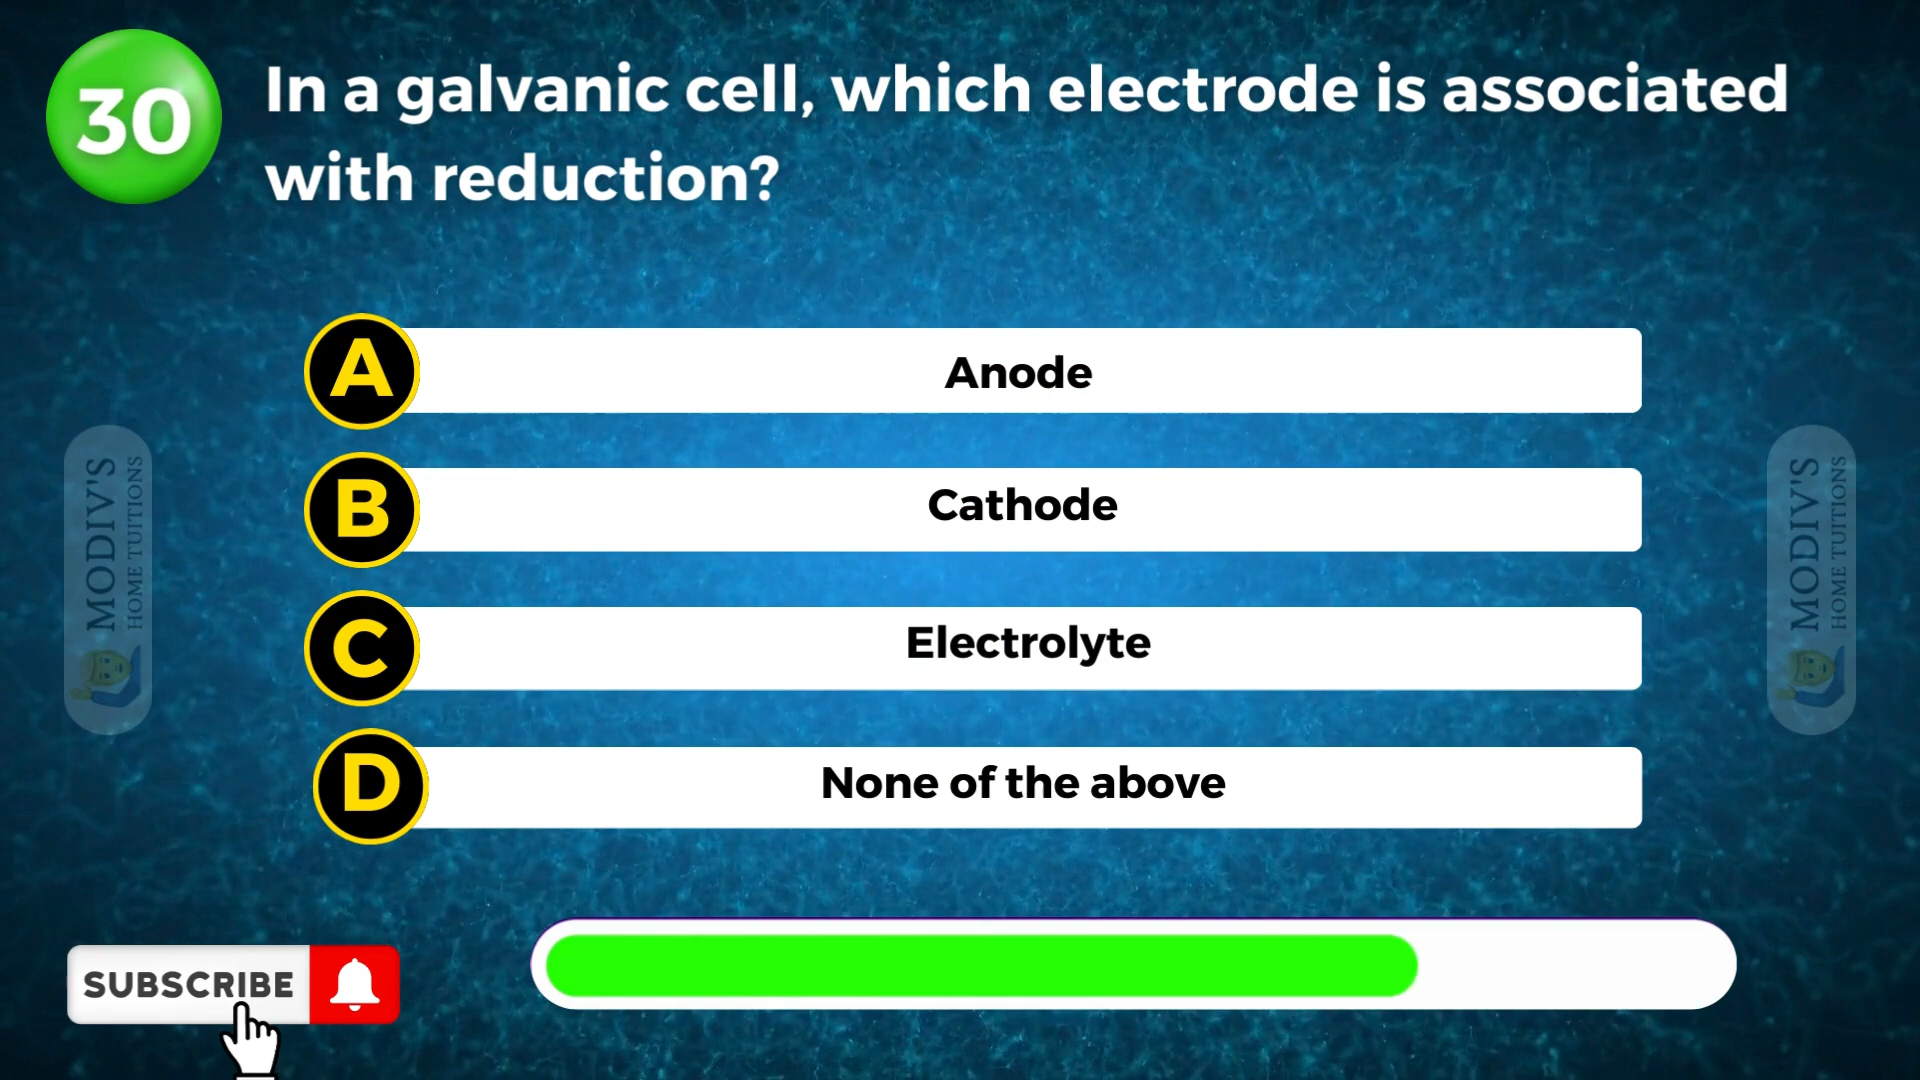 30
In a galvanic cell, which electrode is associated
with reduction?
A
Anode
B
Cathode
C
Electrolyte
D
None of the above
MODIV'S
HOME TUITIONS
MODIV'S
HOME TUITIONS
SUBSCRIBE